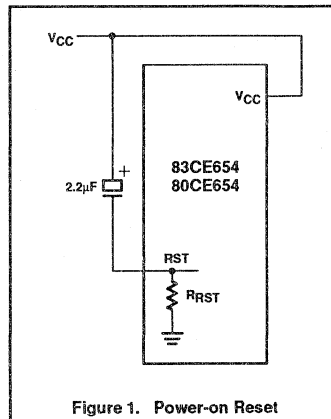 VCC
VCC
83CE654
80CE654
+
2.2µF
RST
RRST
Figure 1. Power-on Reset